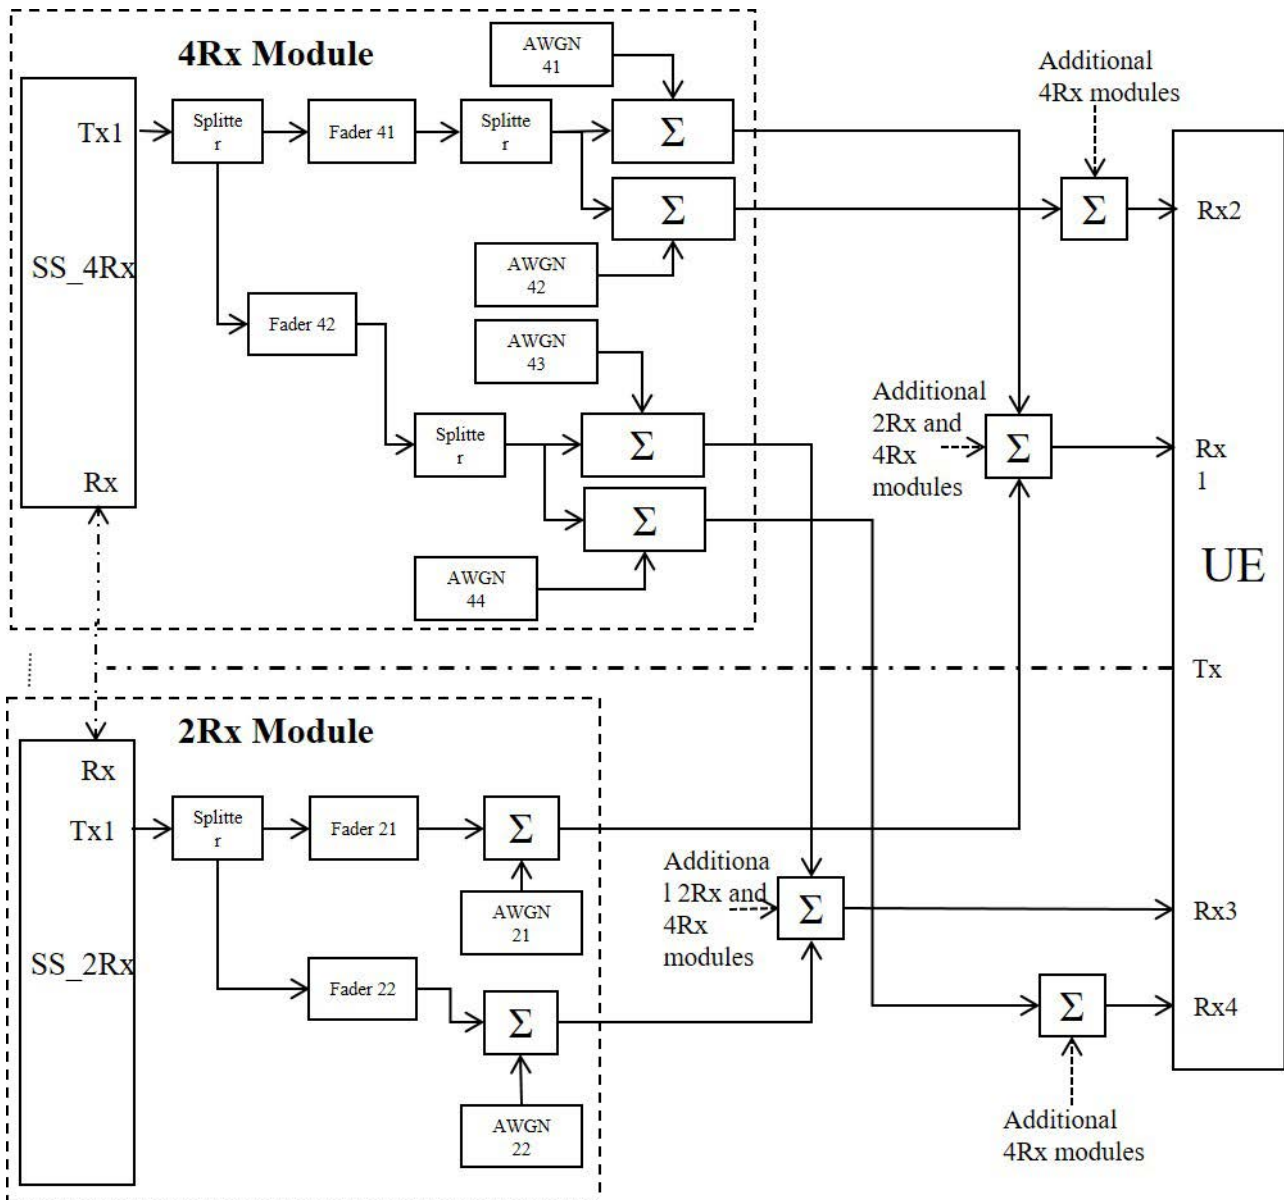 4Rx Module
AWGN
41
Additional
4Rx modules
Tx1
Splitte
r
Fader 41
Splitte
r
Σ
Σ
Σ
Rx2
SS_4Rx
AWGN
42
Fader 42
AWGN
43
Additional
2Rx and
4Rx
modules
Splitte
r
Σ
Σ
Rx
1
Rx
Σ
AWGN
44
UE
Tx
2Rx Module
Rx
Tx1
Splitte
r
Fader 21
Σ
AWGN
21
Additiona
l 2Rx and
4Rx
modules
Σ
Rx3
SS_2Rx
Fader 22
Σ
Σ
Rx4
AWGN
22
Additional
4Rx modules